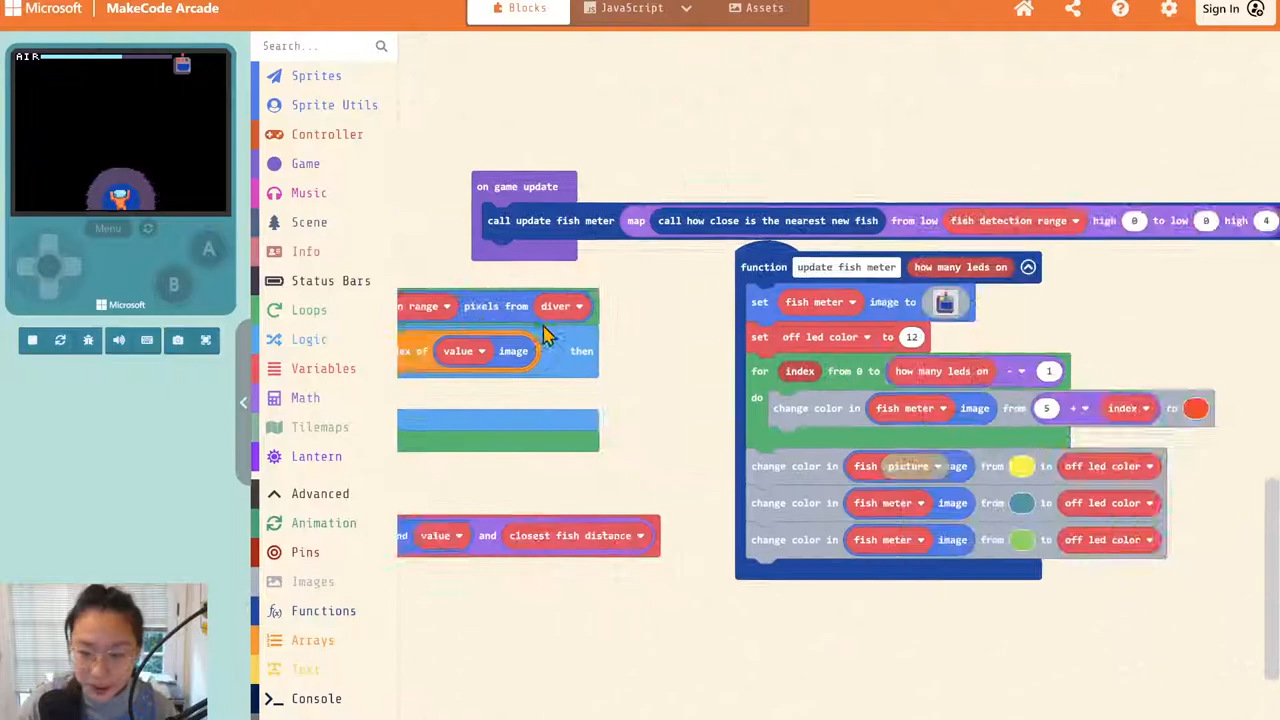 Microsoft
MakeCode Arcade
Blocks
JavaScript
Assets
Sign In
AIR
Menu
A
B
Microsoft
Search...
Sprites
Sprite Utils
Controller
Game
Music
Scene
Info
Status Bars
Loops
Logic
Variables
Math
Tilemaps
Lantern
Advanced
Animation
Pins
Images
Functions
Arrays
Text
Console
on game update
call update fish meter map call how close is the nearest new fish from low fish detection range high 0 to low 0 high 4
range pixels from diver
of value image then
value and closest fish distance
function update fish meter how many leds on
set fish meter image to
set off led color to 12
for index from 0 to how many leds on - 1
do change color in fish meter image from 5 + index to
change color in fish picture from in off led color
change color in fish meter image from in off led color
change color in fish meter image from to off led color